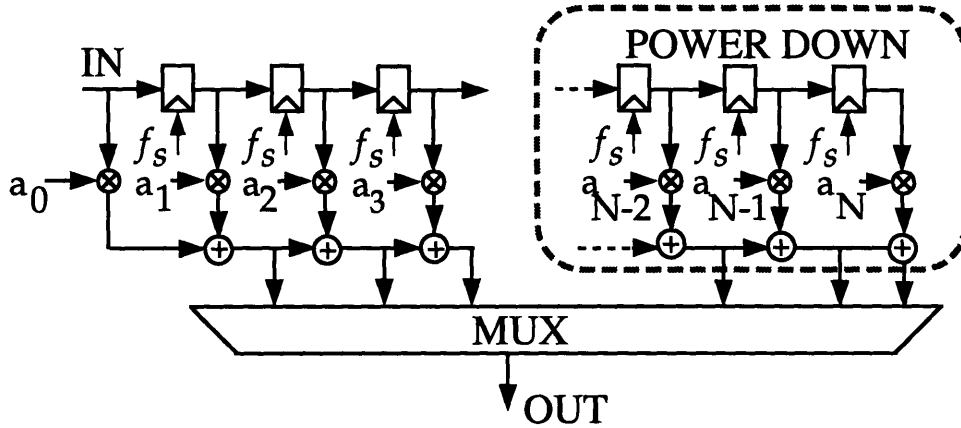 POWER DOWN
IN
f_s f_s f_s f_s f_s f_s
a_0 a_1 a_2 a_3 a_N-2 a_N-1 a_N
MUX
OUT